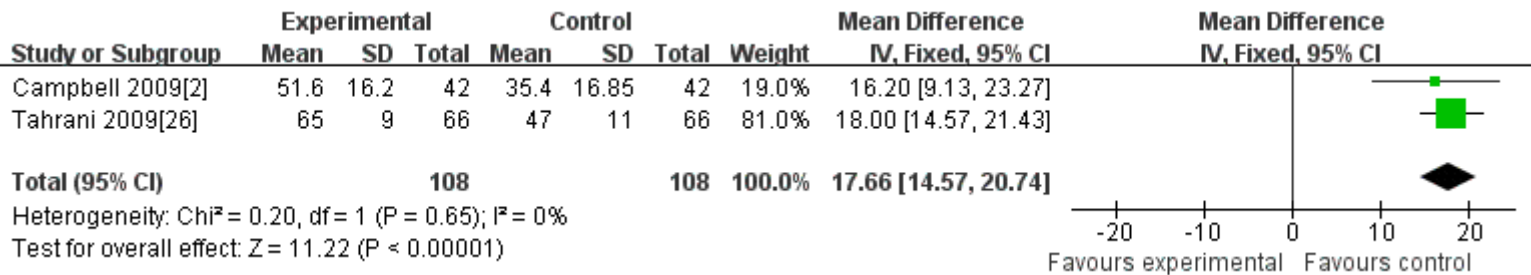 Experimental Control Mean Difference Mean Difference
Study or Subgroup Mean SD Total Mean SD Total Weight IV, Fixed, 95% CI IV, Fixed, 95% CI
Campbell 2009[2] 51.6 16.2 42 35.4 16.85 42 19.0% 16.20 [9.13, 23.27]
Tahrani 2009[26] 65 9 66 47 11 66 81.0% 18.00 [14.57, 21.43]
Total (95% CI) 108 108 100.0% 17.66 [14.57, 20.74]
Heterogeneity: Chi² = 0.20, df = 1 (P = 0.65); I² = 0%
Test for overall effect: Z = 11.22 (P < 0.00001)
-20 -10 0 10 20
Favours experimental Favours control